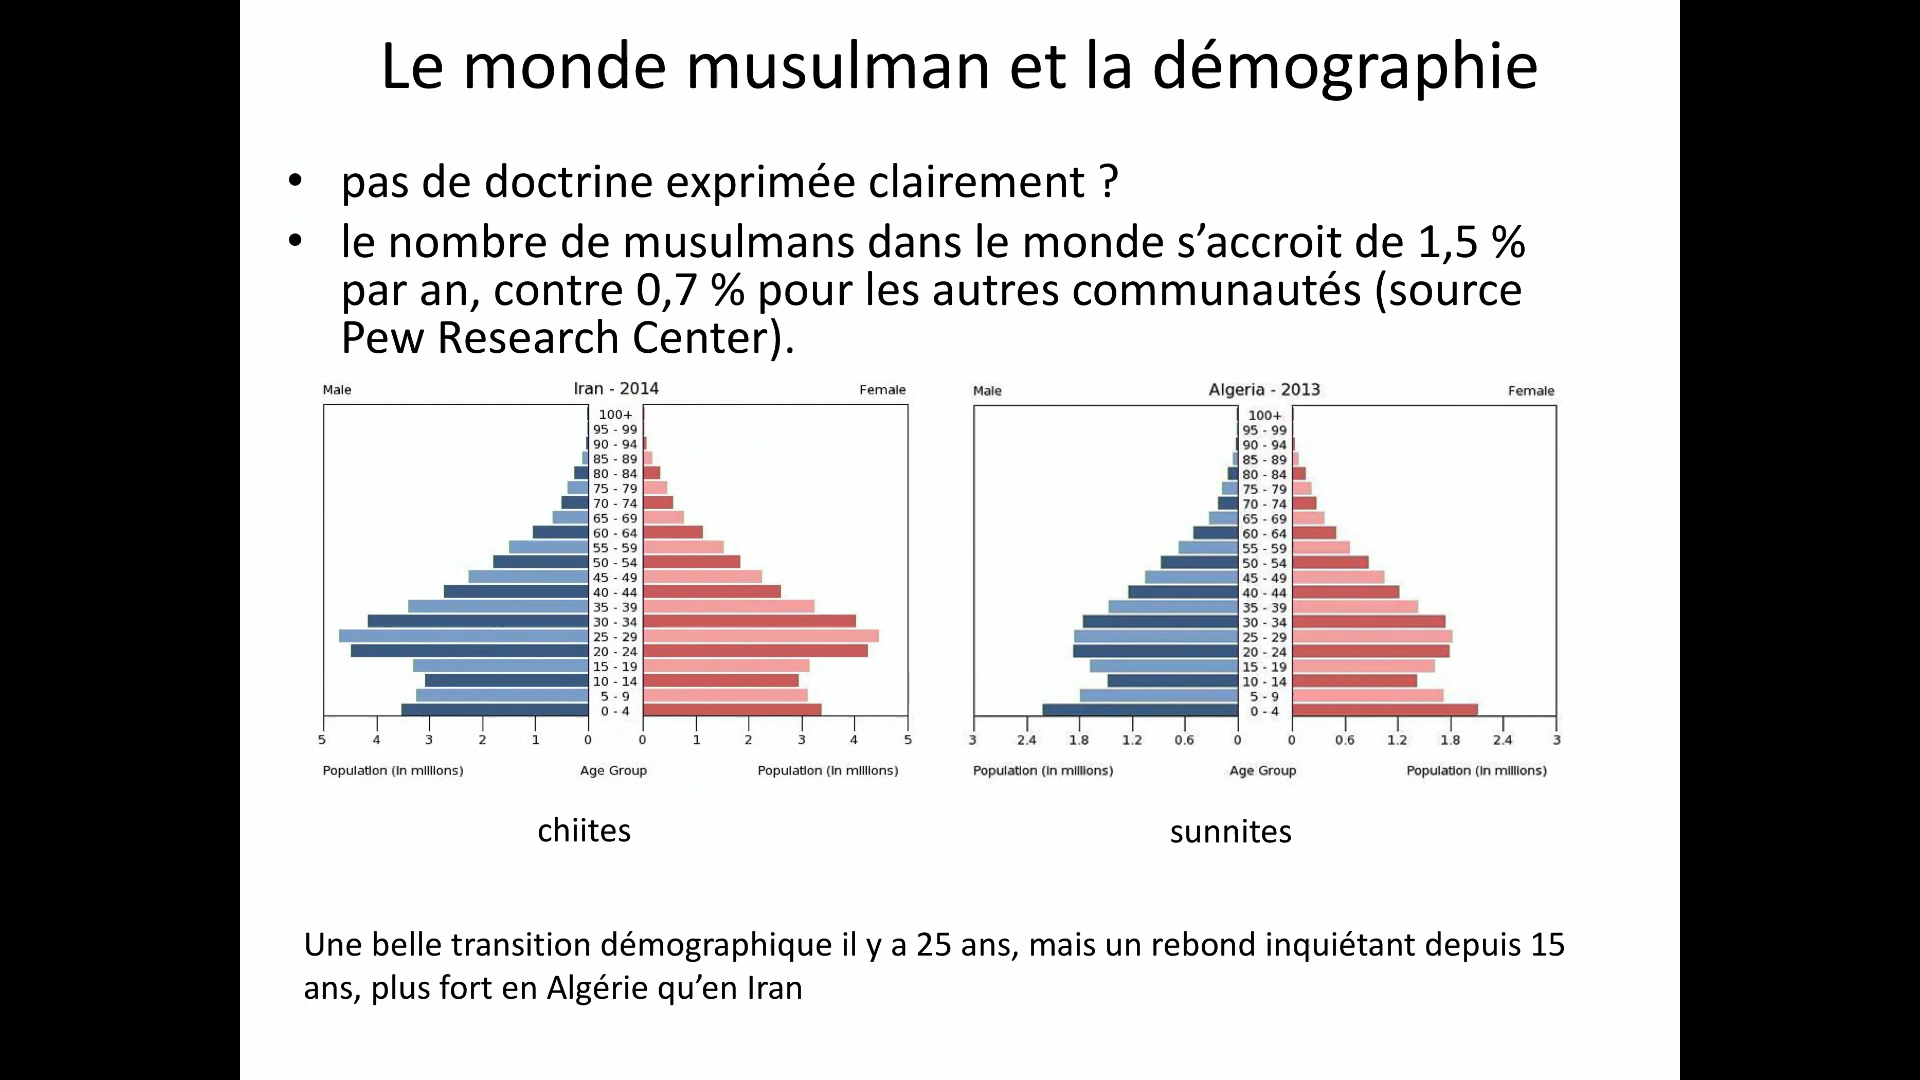 Le monde musulman et la démographie
• pas de doctrine exprimée clairement ?
• le nombre de musulmans dans le monde s’accroit de 1,5 %
par an, contre 0,7 % pour les autres communautés (source
Pew Research Center).
Male Iran - 2014 Female
100+
95 - 99
90 - 94
85 - 89
80 - 84
75 - 79
70 - 74
65 - 69
60 - 64
55 - 59
50 - 54
45 - 49
40 - 44
35 - 39
30 - 34
25 - 29
20 - 24
15 - 19
10 - 14
5 - 9
0 - 4
5 4 3 2 1 0 0 1 2 3 4 5
Population (in millions) Age Group Population (in millions)
chiites
Male Algeria - 2013 Female
100+
95 - 99
90 - 94
85 - 89
80 - 84
75 - 79
70 - 74
65 - 69
60 - 64
55 - 59
50 - 54
45 - 49
40 - 44
35 - 39
30 - 34
25 - 29
20 - 24
15 - 19
10 - 14
5 - 9
0 - 4
3 2.4 1.8 1.2 0.6 0 0 0.6 1.2 1.8 2.4 3
Population (in millions) Age Group Population (in millions)
sunnites
Une belle transition démographique il y a 25 ans, mais un rebond inquiétant depuis 15
ans, plus fort en Algérie qu’en Iran